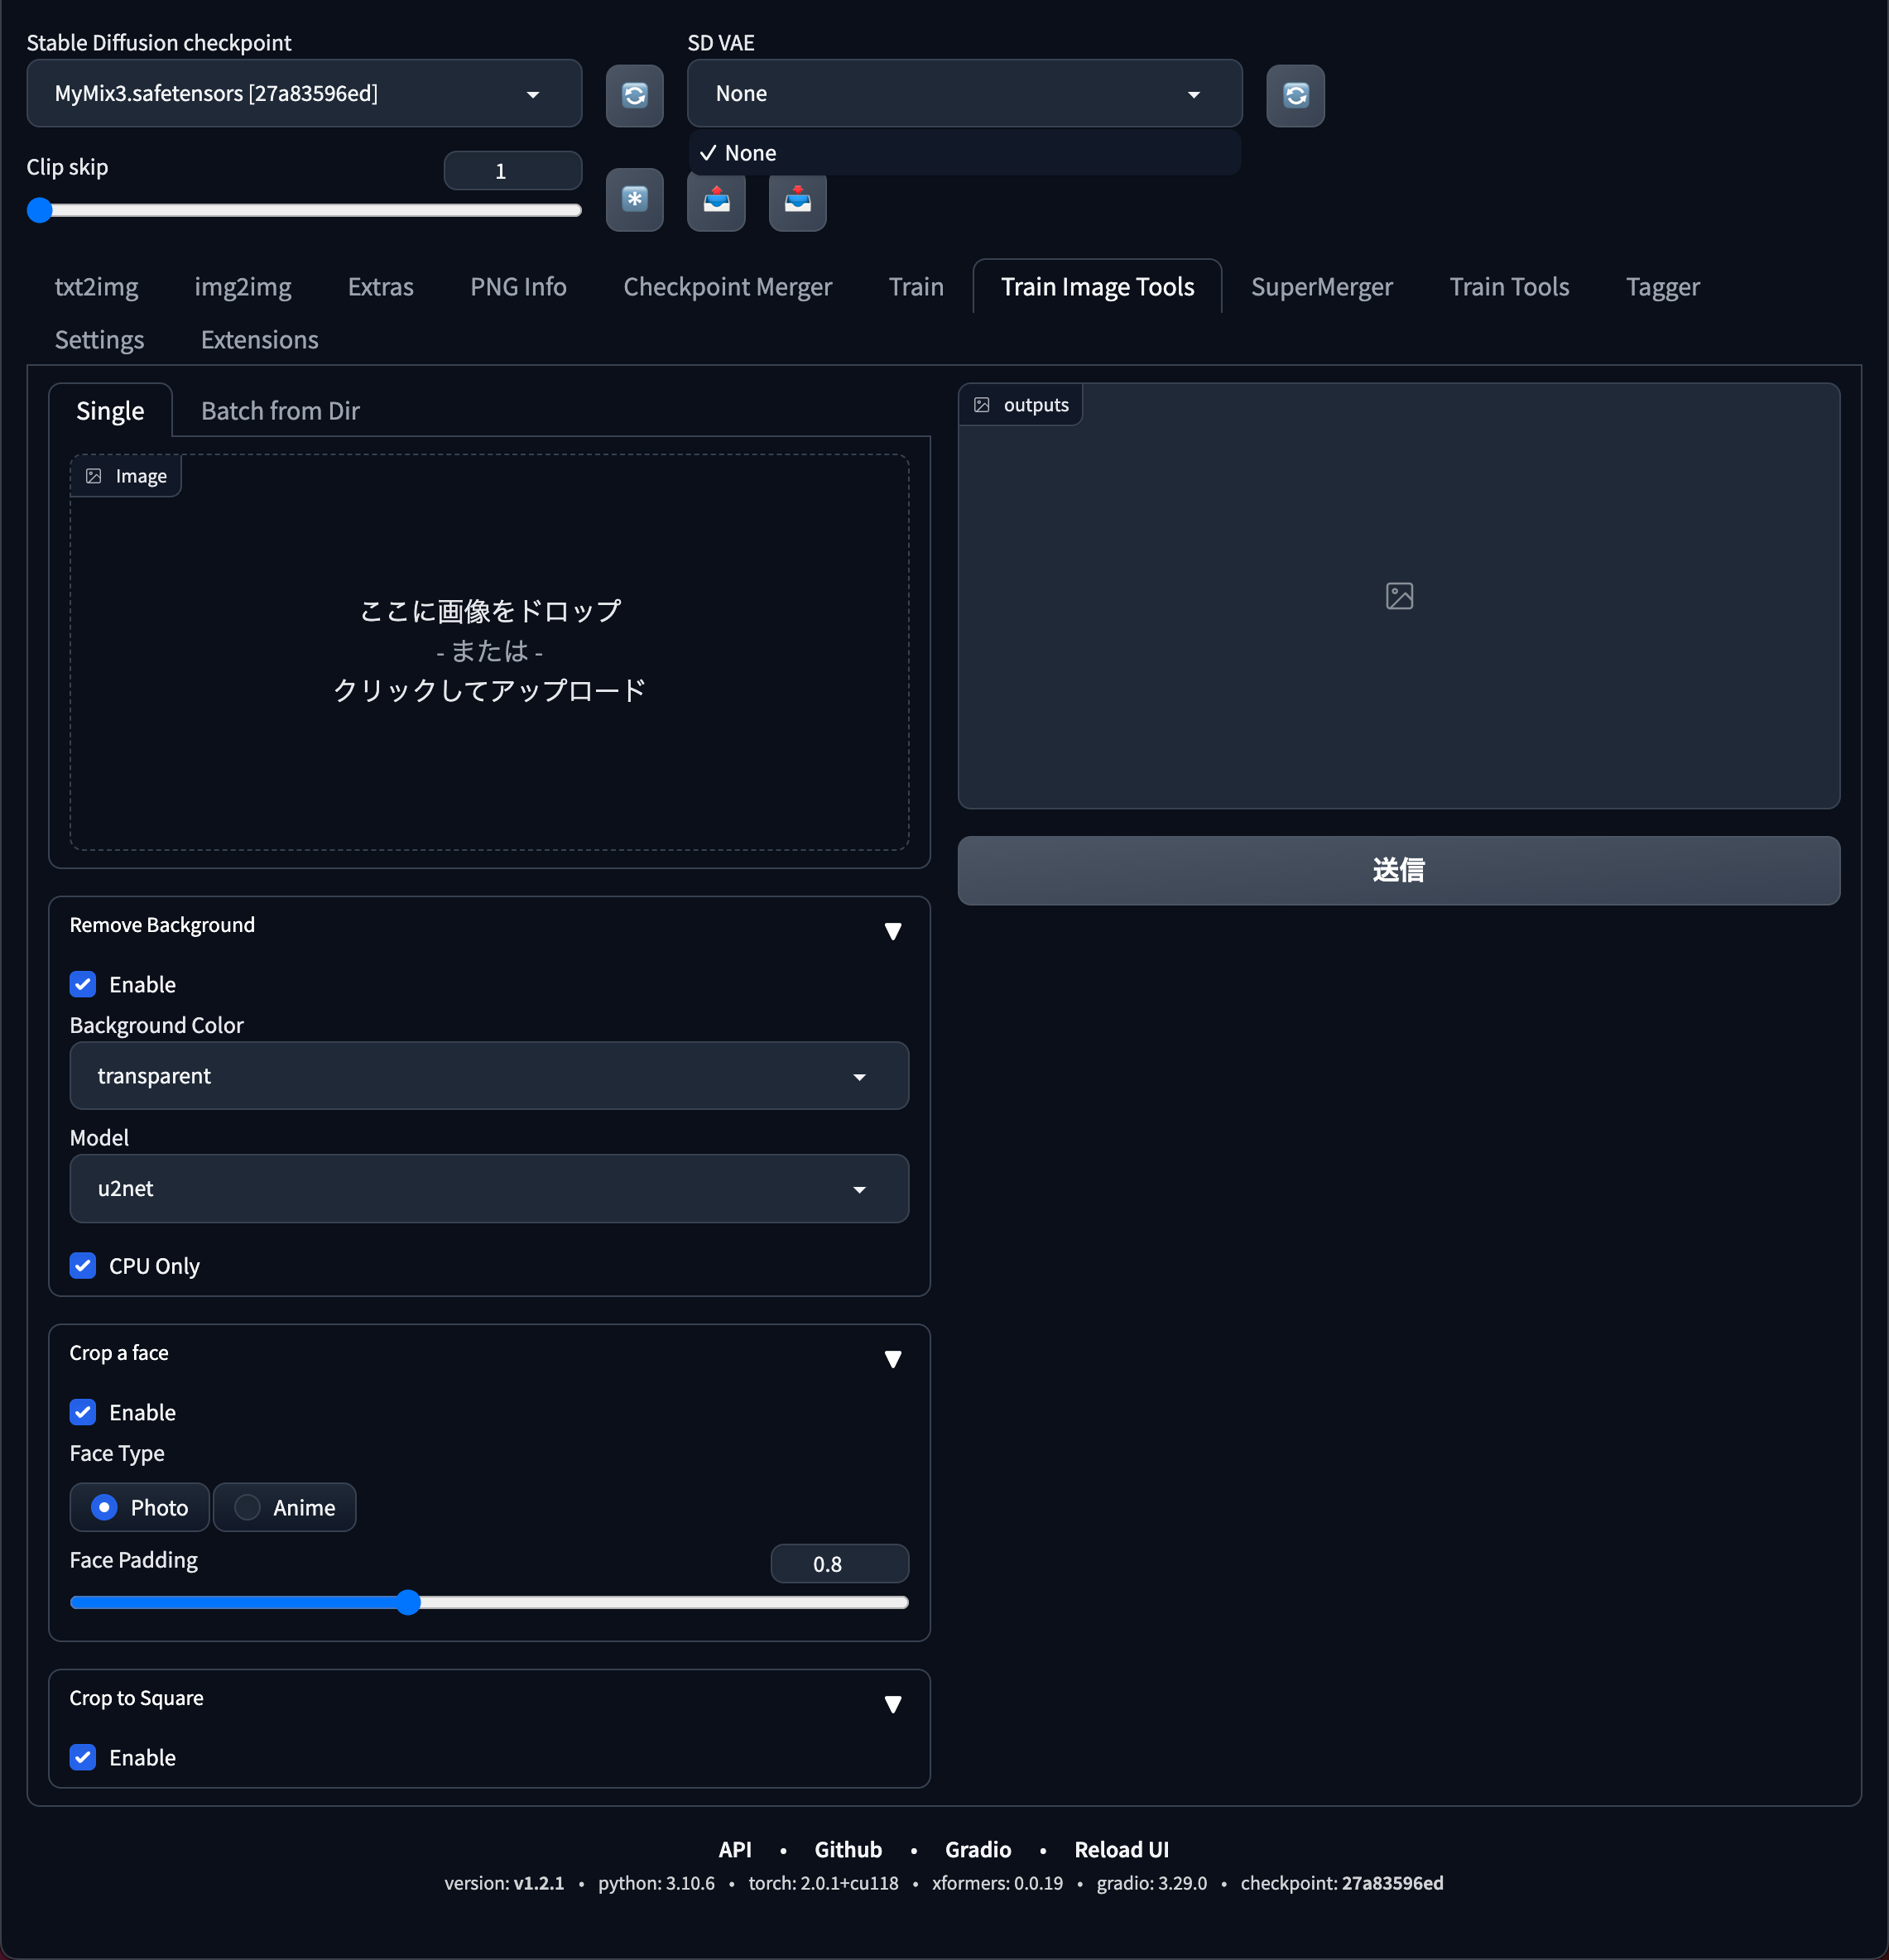 Stable Diffusion checkpoint
SD VAE
MyMix3.safetensors [27a83596ed]
None
✓ None
Clip skip
1
txt2img
img2img
Extras
PNG Info
Checkpoint Merger
Train
Train Image Tools
SuperMerger
Train Tools
Tagger
Settings
Extensions
Single
Batch from Dir
Image
ここに画像をドロップ
- または -
クリックしてアップロード
outputs
送信
Remove Background
Enable
Background Color
transparent
Model
u2net
CPU Only
Crop a face
Enable
Face Type
Photo
Anime
Face Padding
0.8
Crop to Square
Enable
API • Github • Gradio • Reload UI
version: v1.2.1 • python: 3.10.6 • torch: 2.0.1+cu118 • xformers: 0.0.19 • gradio: 3.29.0 • checkpoint: 27a83596ed